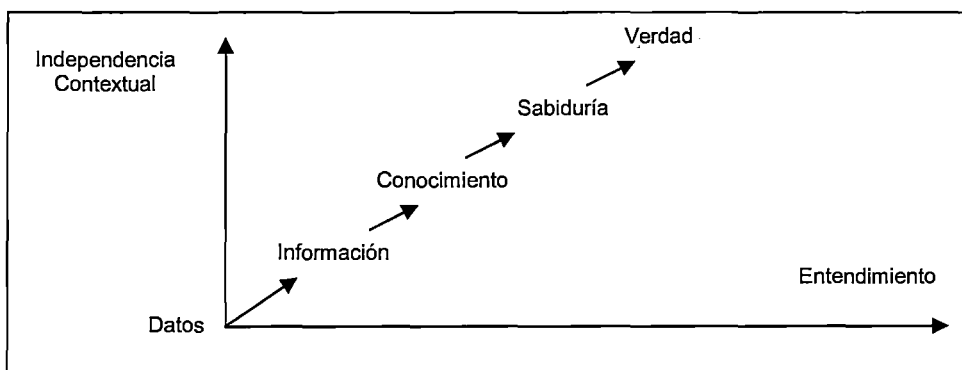 Verdad
Independencia
Contextual
Sabiduría
Conocimiento
Información
Entendimiento
Datos